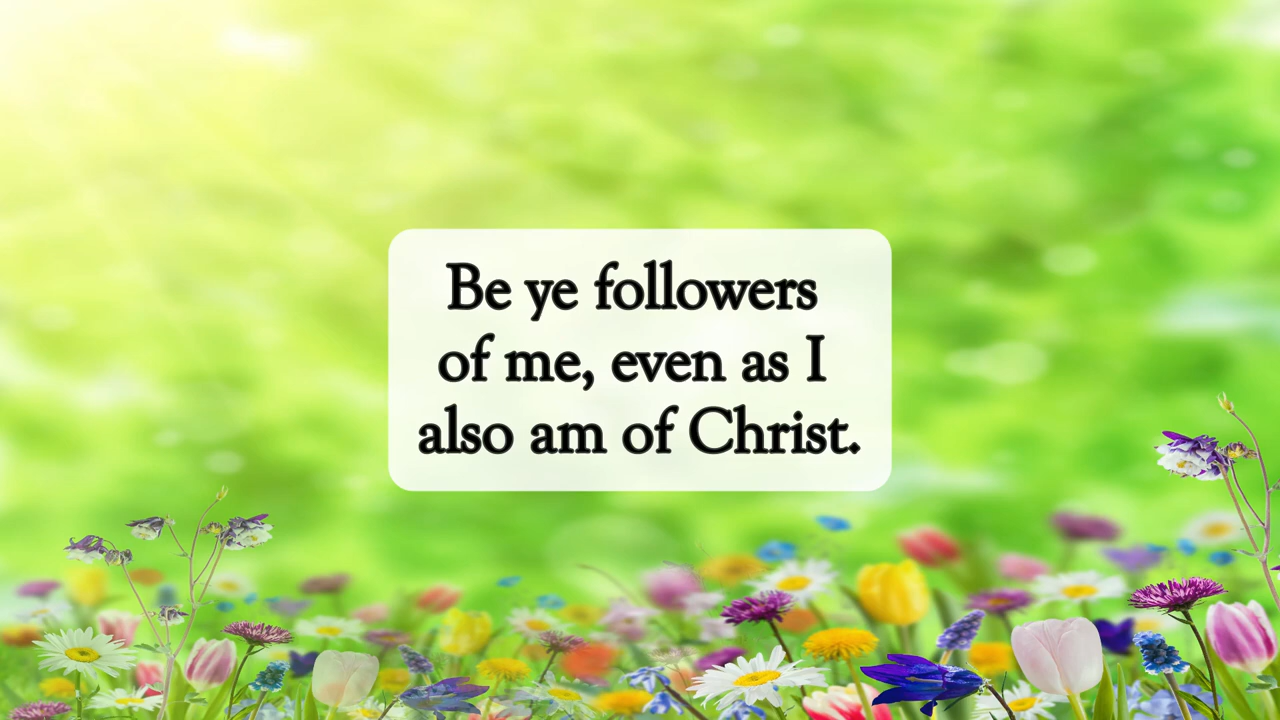 Be ye followers
of me, even as I
also am of Christ.